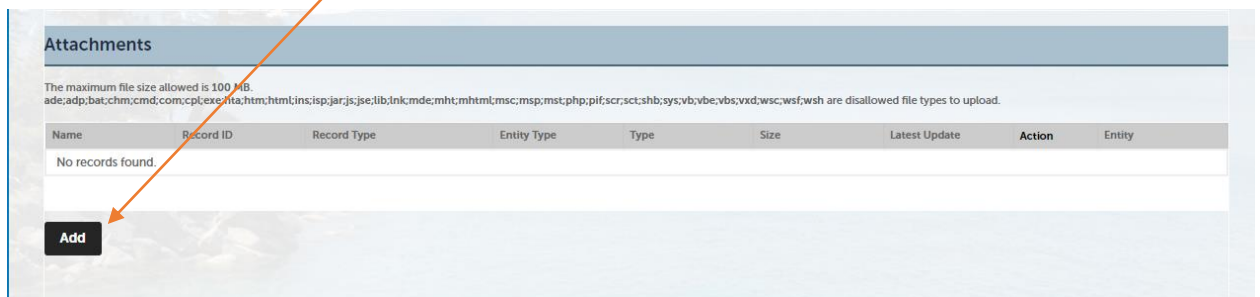 Attachments
The maximum file size allowed is 100 MB.
ade;adp;bat;chm;cmd;com;cpl;exe;hta;htm;html;ins;isp;jar;js;jse;lib;lnk;mde;mht;mhtml;msc;msp;mst;php;pif;scr;sct;shb;sys;vb;vbe;vbs;vxd;wsc;wsf;wsh are disallowed file types to upload.
Name Record ID Record Type Entity Type Type Size Latest Update Action Entity
No records found.
Add